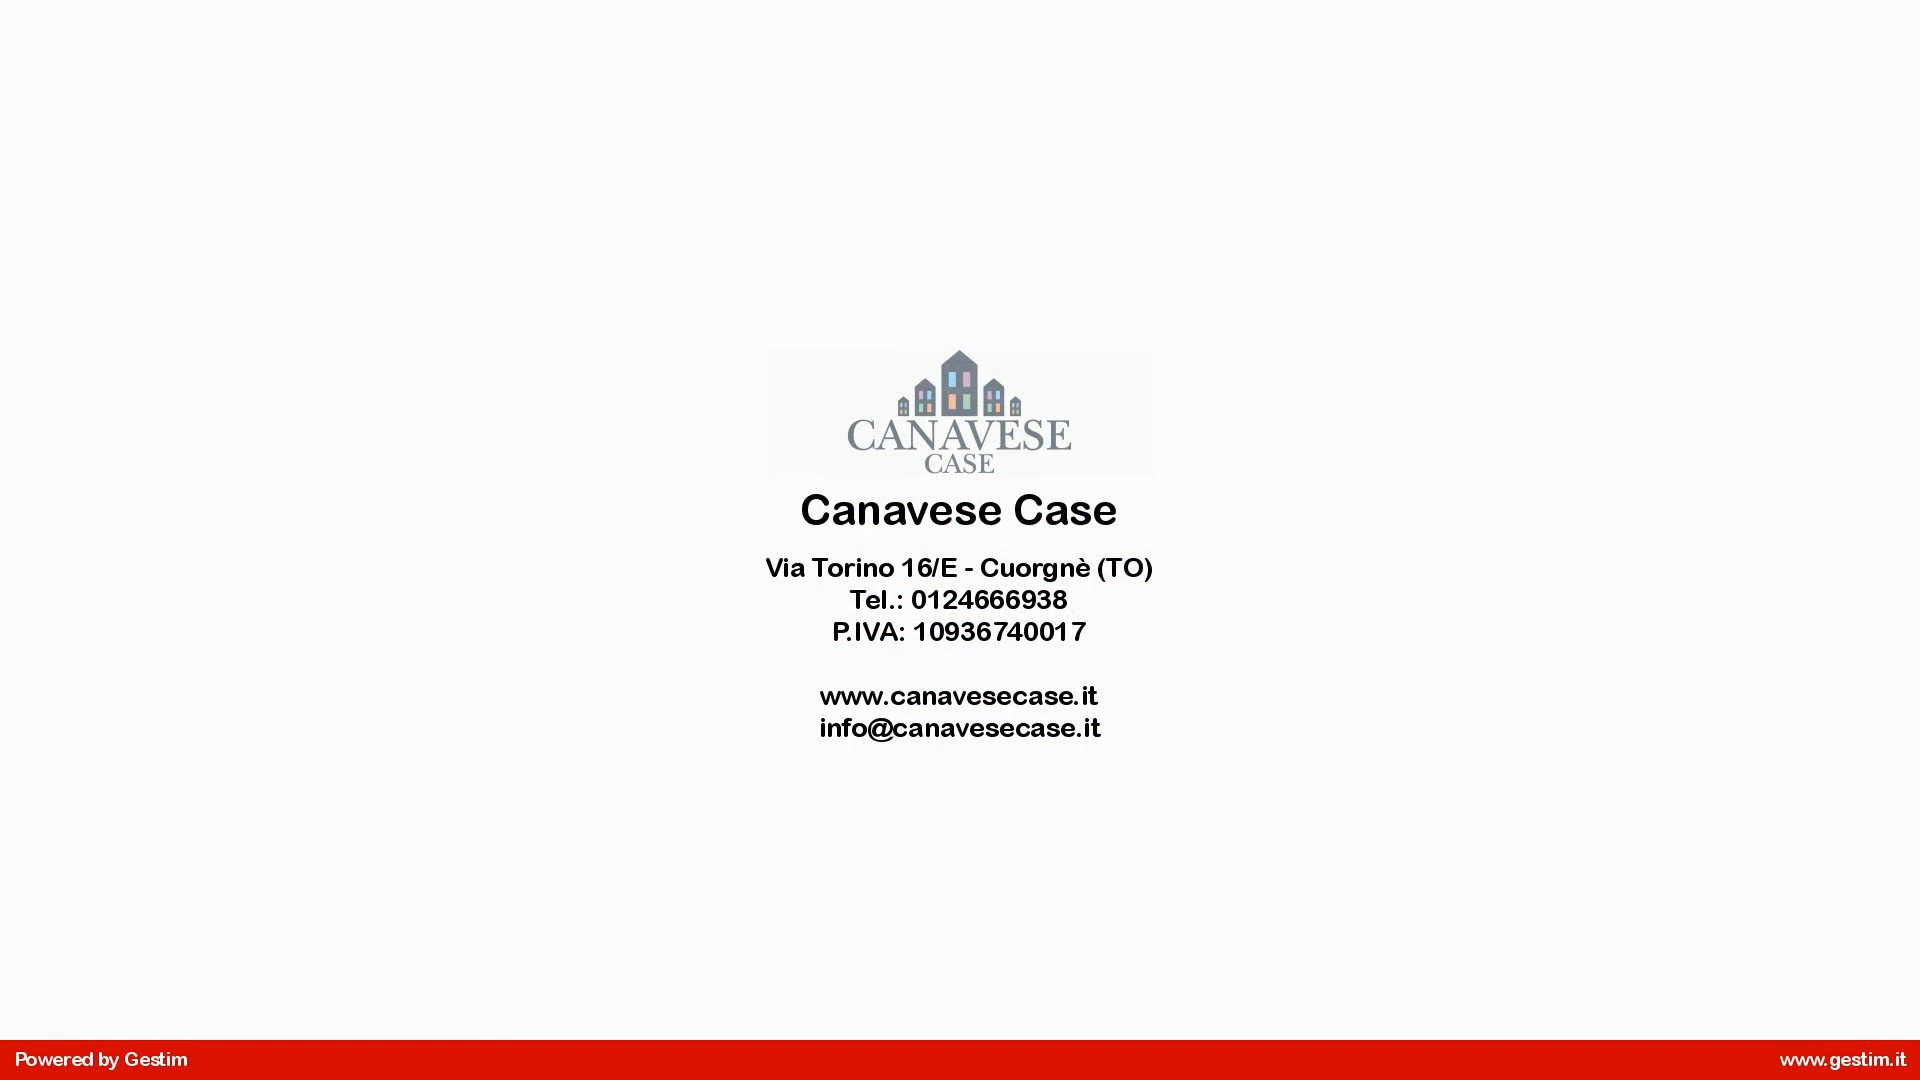 CANAVESE
CASE
Canavese Case
Via Torino 16/E - Cuorgnè (TO)
Tel.: 0124666938
P.IVA: 10936740017
www.canavesecase.it
info@canavesecase.it
Powered by Gestim
www.gestim.it